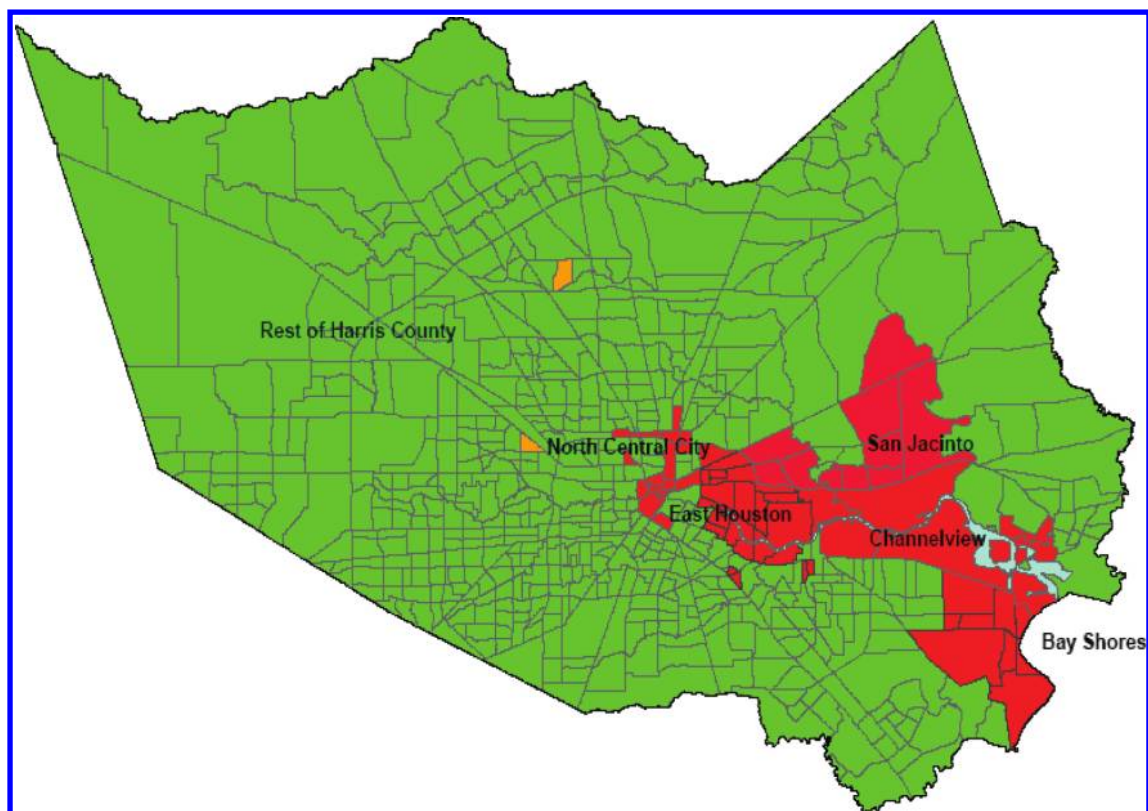 Rest of Harris County
North Central City
San Jacinto
East Houston
Channelview
Bay Shores